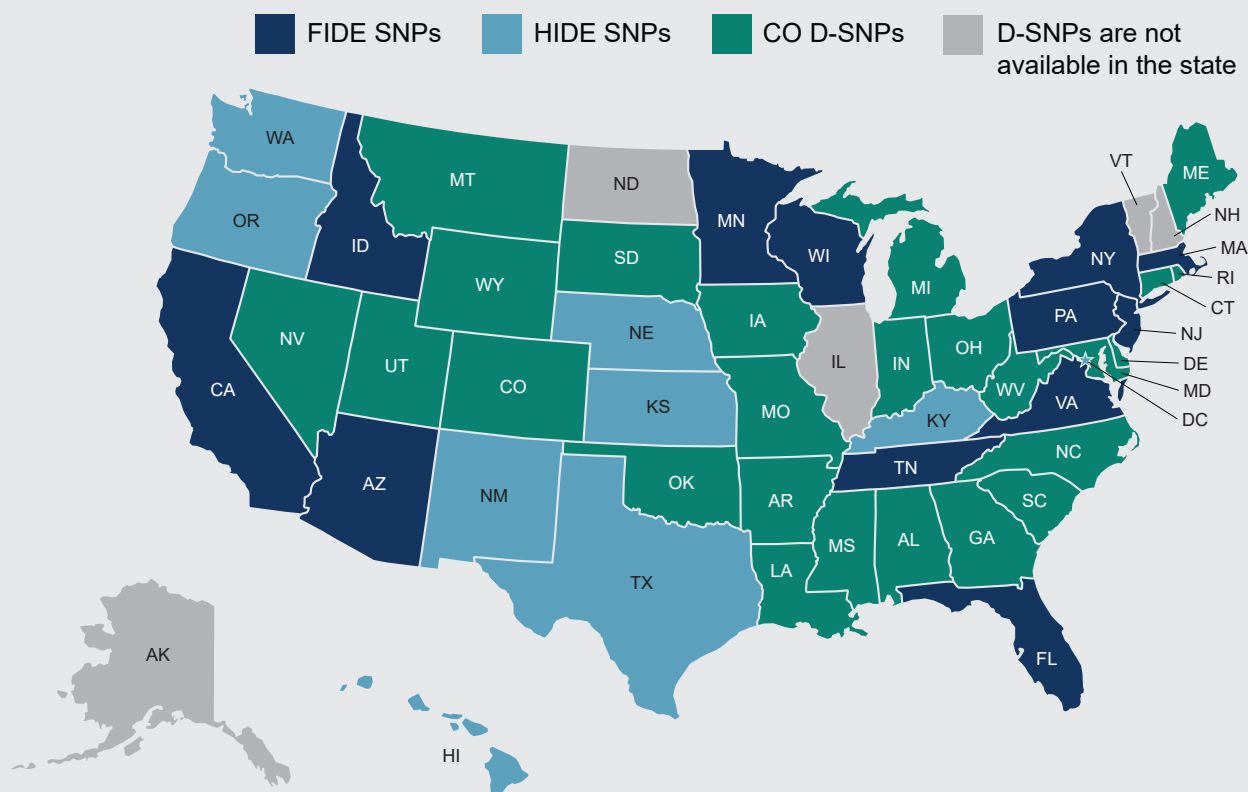 FIDE SNPs
HIDE SNPs
CO D-SNPs
D-SNPs are not
available in the state
WA
OR
CA
ID
NV
MT
WY
UT
AZ
CO
NM
ND
SD
NE
KS
OK
TX
MN
IA
MO
AR
LA
WI
IL
MI
IN
OH
KY
TN
MS
AL
GA
FL
SC
NC
VA
WV
PA
NY
VT
ME
NH
MA
RI
CT
NJ
DE
MD
DC
AK
HI